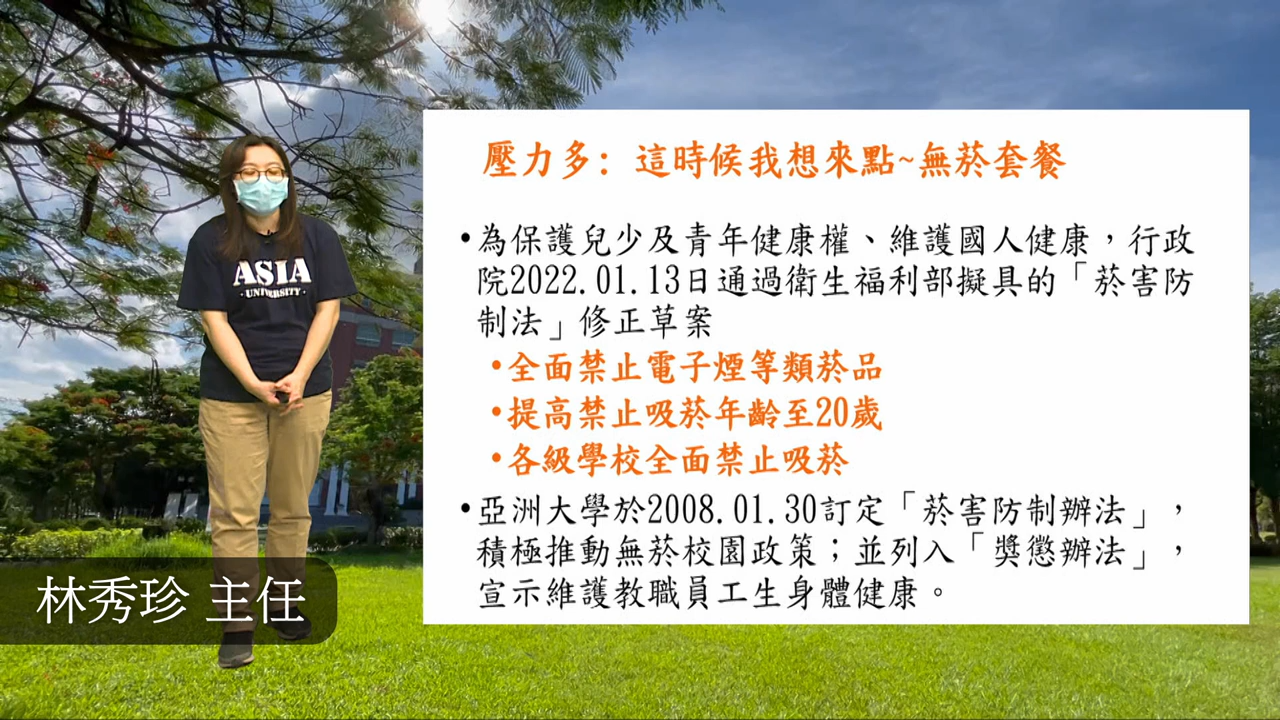 壓力多：這時候我想來點~無菸套餐
•為保護兒少及青年健康權、維護國人健康，行政
院2022.01.13日通過衛生福利部擬具的「菸害防
制法」修正草案
•全面禁止電子煙等類菸品
•提高禁止吸菸年齡至20歲
•各級學校全面禁止吸菸
•亞洲大學於2008.01.30訂定「菸害防制辦法」，
積極推動無菸校園政策；並列入「獎懲辦法」，
宣示維護教職員工生身體健康。
ASIA
·UNIVERSITY·
林秀珍 主任